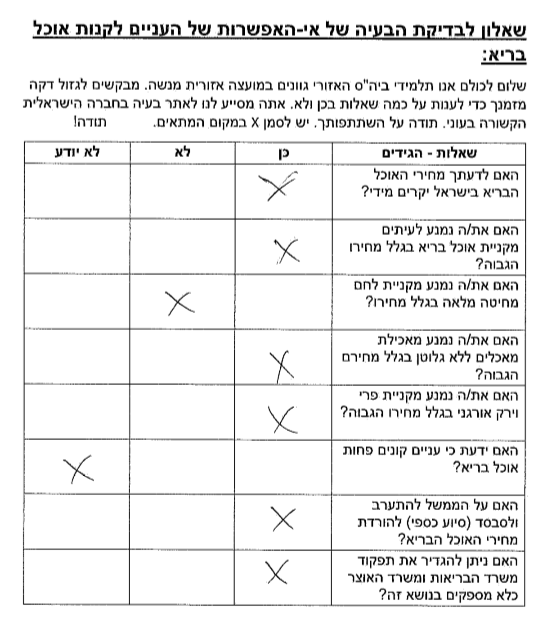 שאלון לבדיקת הבעיה של אי-האפשרות של העניים לקנות אוכל
בריא:
שלום לכולם אנו תלמידי ביה"ס האזורי גוונים במועצה אזורית מנשה. מבקשים לגזול דקה
מזמנך כדי לענות על כמה שאלות בכן ולא. אתה מסייע לנו לאתר בעיה בחברה הישראלית
הקשורה בעוני. תודה על השתתפותך. יש לסמן X במקום המתאים. תודה!
שאלות - הגידים כן לא לא יודע
האם לדעתך מחירי האוכל
הבריא בישראל יקרים מידי? X
האם את/ה נמנע לעיתים
מקניית אוכל בריא בגלל מחירו X
הגבוה?
האם את/ה נמנע מקניית לחם
מחיטה מלאה בגלל מחירו? X
האם את/ה נמנע מאכילת
מאכלים ללא גלוטן בגלל מחירם X
הגבוה?
האם את/ה נמנע מקניית פרי
וירק אורגני בגלל מחירו הגבוה? X
האם ידעת כי עניים קונים פחות
אוכל בריא? X
האם על הממשל להתערב
ולסבסד (סיוע כספי) להורדת X
מחירי האוכל הבריא?
האם ניתן להגדיר את תפקוד
משרד הבריאות ומשרד האוצר X
כלא מספקים בנושא זה?